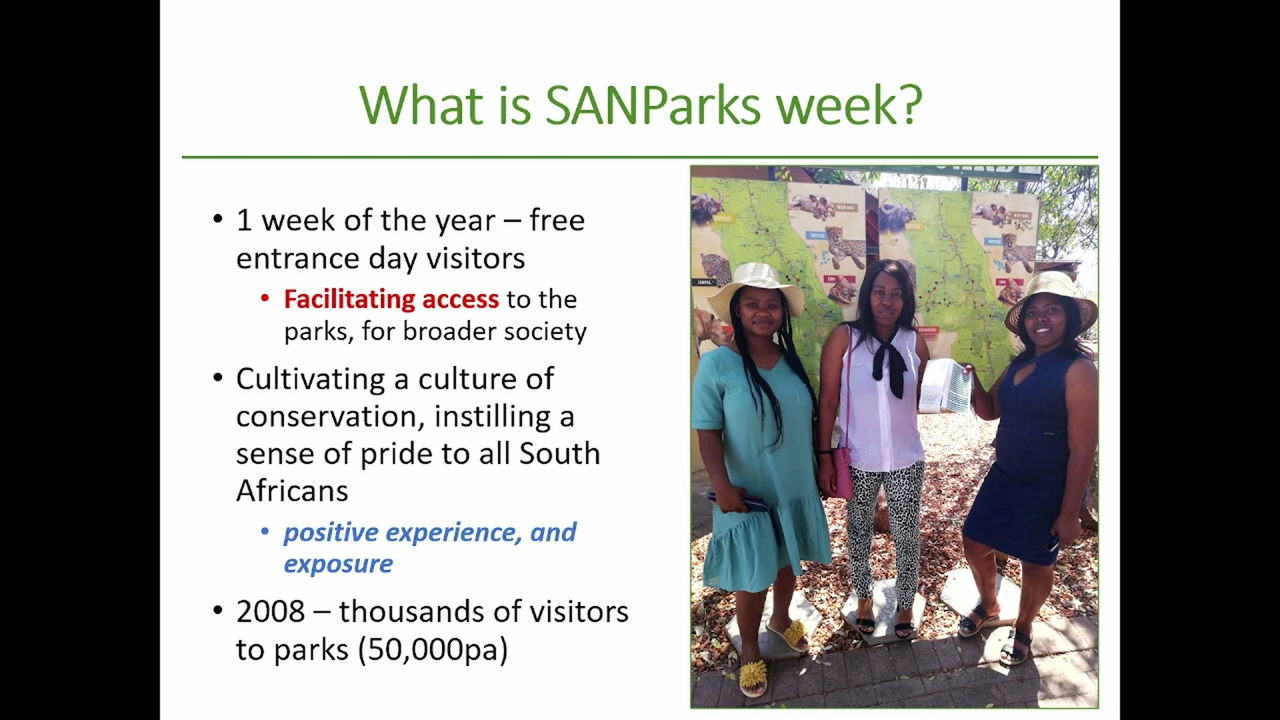 What is SANParks week?
• 1 week of the year – free
entrance day visitors
• Facilitating access to the
parks, for broader society
• Cultivating a culture of
conservation, instilling a
sense of pride to all South
Africans
• positive experience, and
exposure
• 2008 – thousands of visitors
to parks (50,000pa)